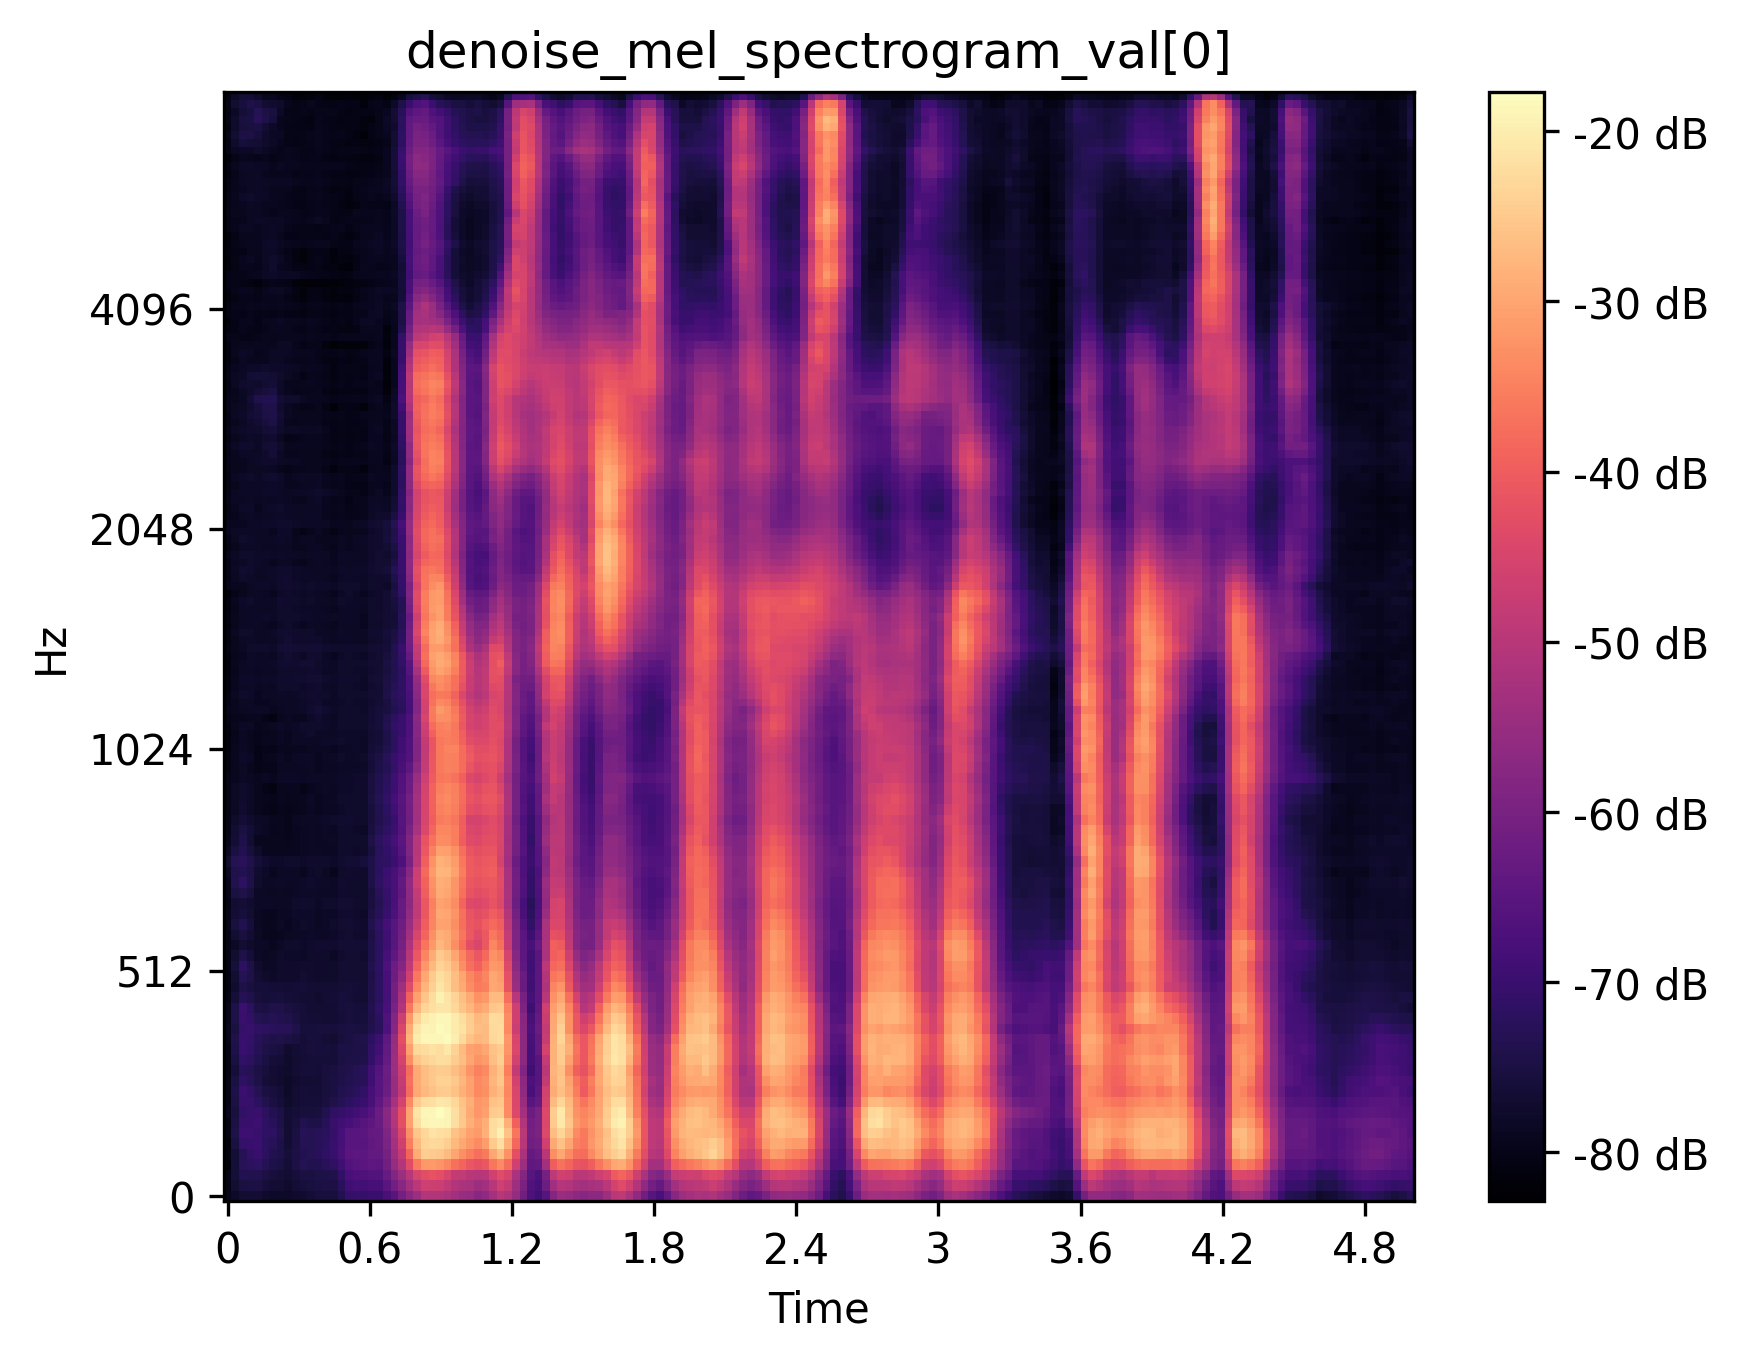 denoise_mel_spectrogram_val[0]
Hz
4096
2048
1024
512
0
0 0.6 1.2 1.8 2.4 3 3.6 4.2 4.8
Time
-20 dB
-30 dB
-40 dB
-50 dB
-60 dB
-70 dB
-80 dB